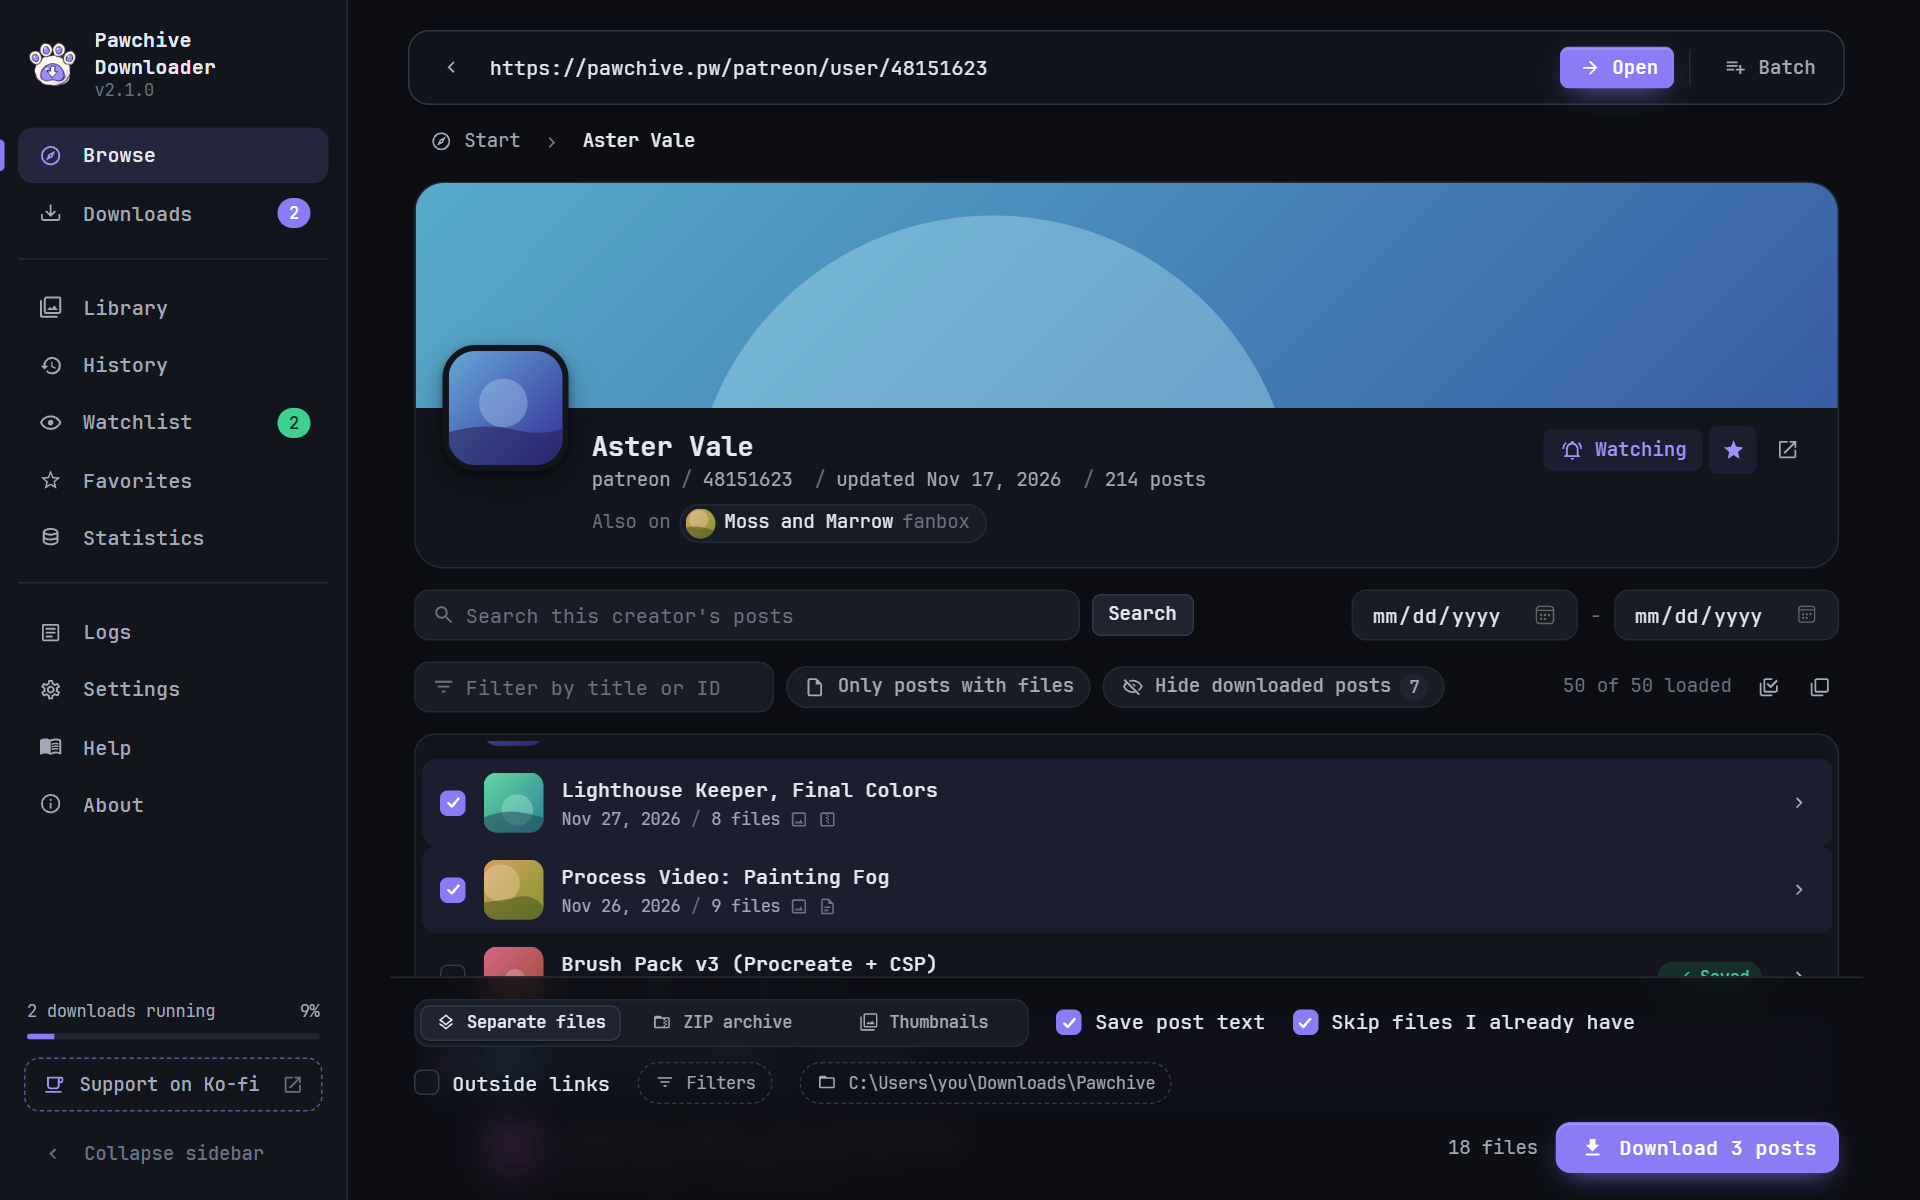 Pawchive
Downloader
v2.1.0
Browse
Downloads 2
Library
History
Watchlist 2
Favorites
Statistics
Logs
Settings
Help
About
2 downloads running 9%
Support on Ko-fi
Collapse sidebar
https://pawchive.pw/patreon/user/48151623 Open Batch
Start > Aster Vale
Aster Vale
Watching
patreon / 48151623 / updated Nov 17, 2026 / 214 posts
Also on Moss and Marrow fanbox
Search this creator's posts Search mm/dd/yyyy - mm/dd/yyyy
Filter by title or ID Only posts with files Hide downloaded posts 7 50 of 50 loaded
Lighthouse Keeper, Final Colors
Nov 27, 2026 / 8 files
Process Video: Painting Fog
Nov 26, 2026 / 9 files
Brush Pack v3 (Procreate + CSP)
Saved
Separate files ZIP archive Thumbnails Save post text Skip files I already have
Outside links Filters C:\Users\you\Downloads\Pawchive
18 files Download 3 posts